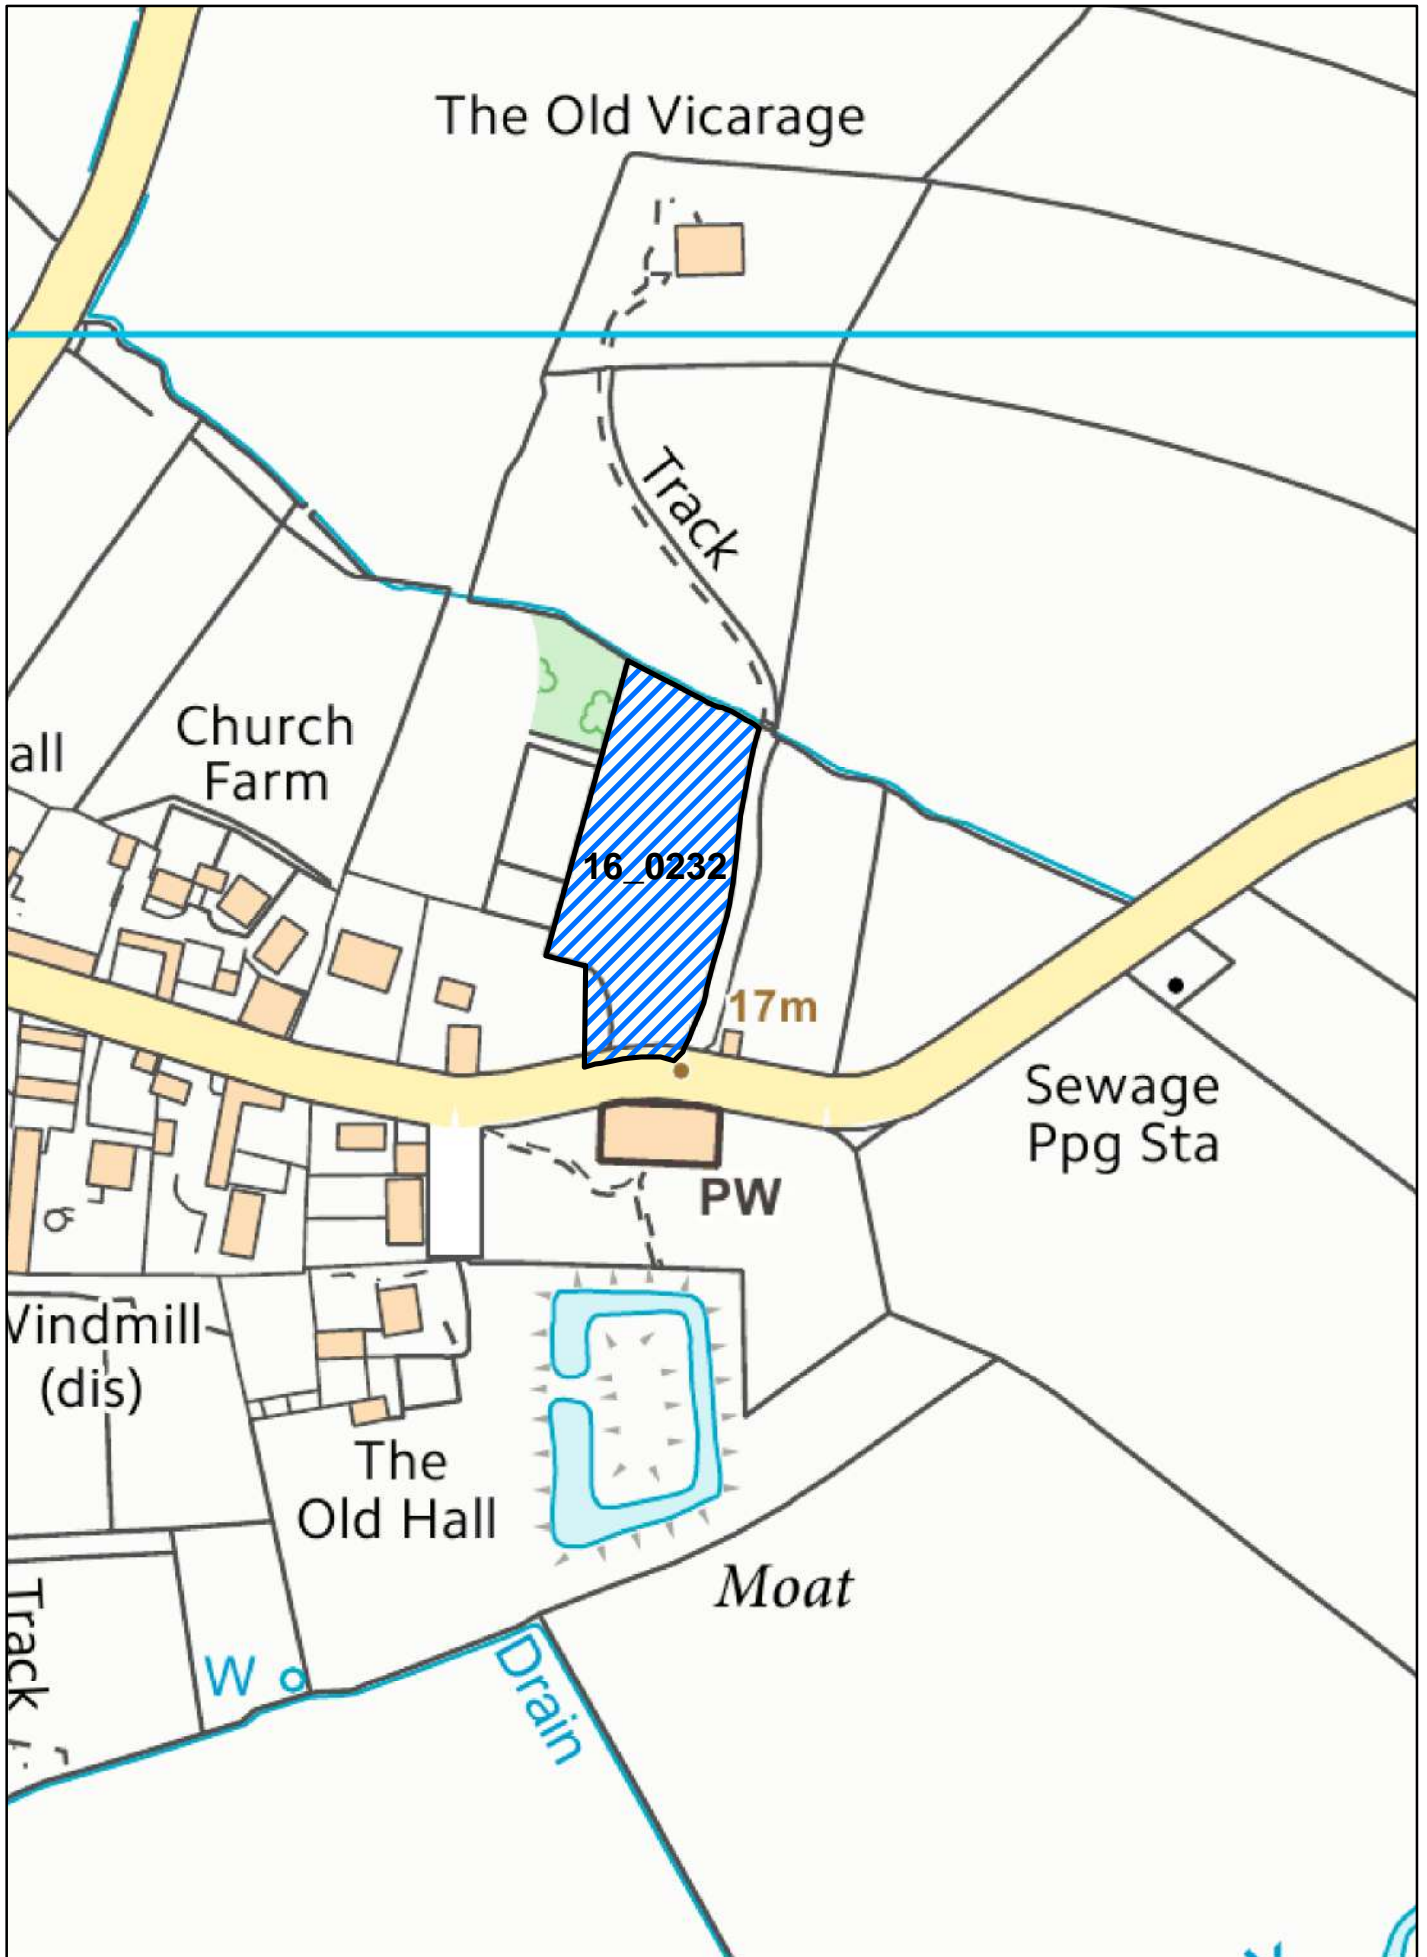 The Old Vicarage
Track
Church
Farm
all
16_0232
17m
Sewage
Ppg Sta
PW
Windmill
(dis)
The
Old Hall
Moat
Track
W
Drain